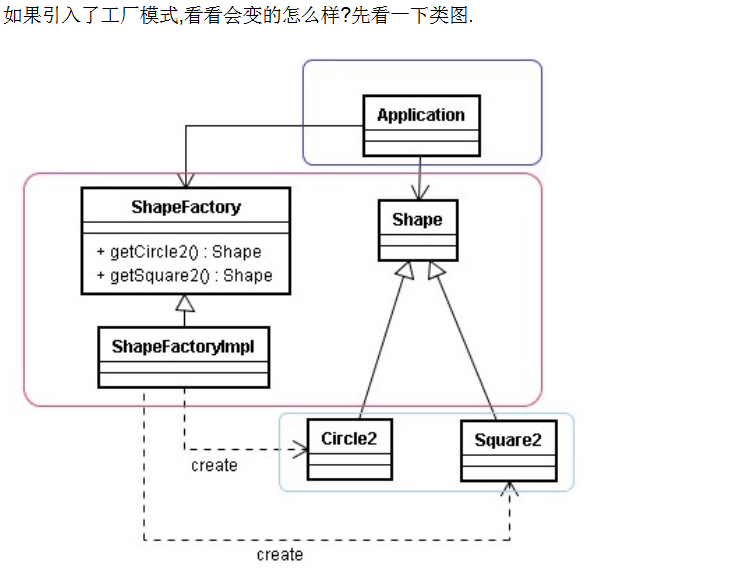 如果引入了工厂模式,看看会变的怎么样?先看一下类图.
Application
ShapeFactory
+ getCircle2() : Shape
+ getSquare2() : Shape
Shape
ShapeFactoryImpl
Circle2
Square2
create
create